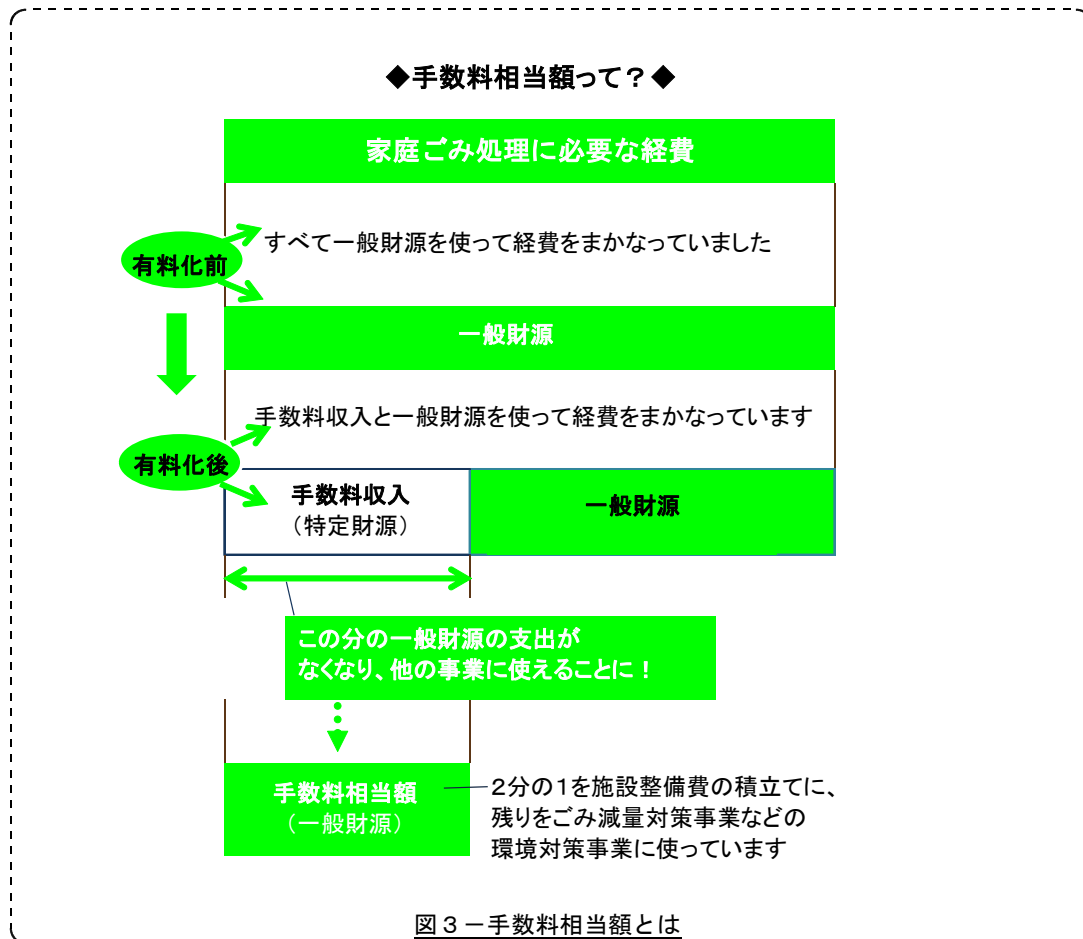 ◆手数料相当額って？◆
家庭ごみ処理に必要な経費
すべて一般財源を使って経費をまかなっていました
有料化前
一般財源
手数料収入と一般財源を使って経費をまかなっています
有料化後
手数料収入
（特定財源）
一般財源
この分の一般財源の支出が
なくなり、他の事業に使えることに！
手数料相当額
（一般財源）
２分の１を施設整備費の積立てに、
残りをごみ減量対策事業などの
環境対策事業に使っています
図３－手数料相当額とは